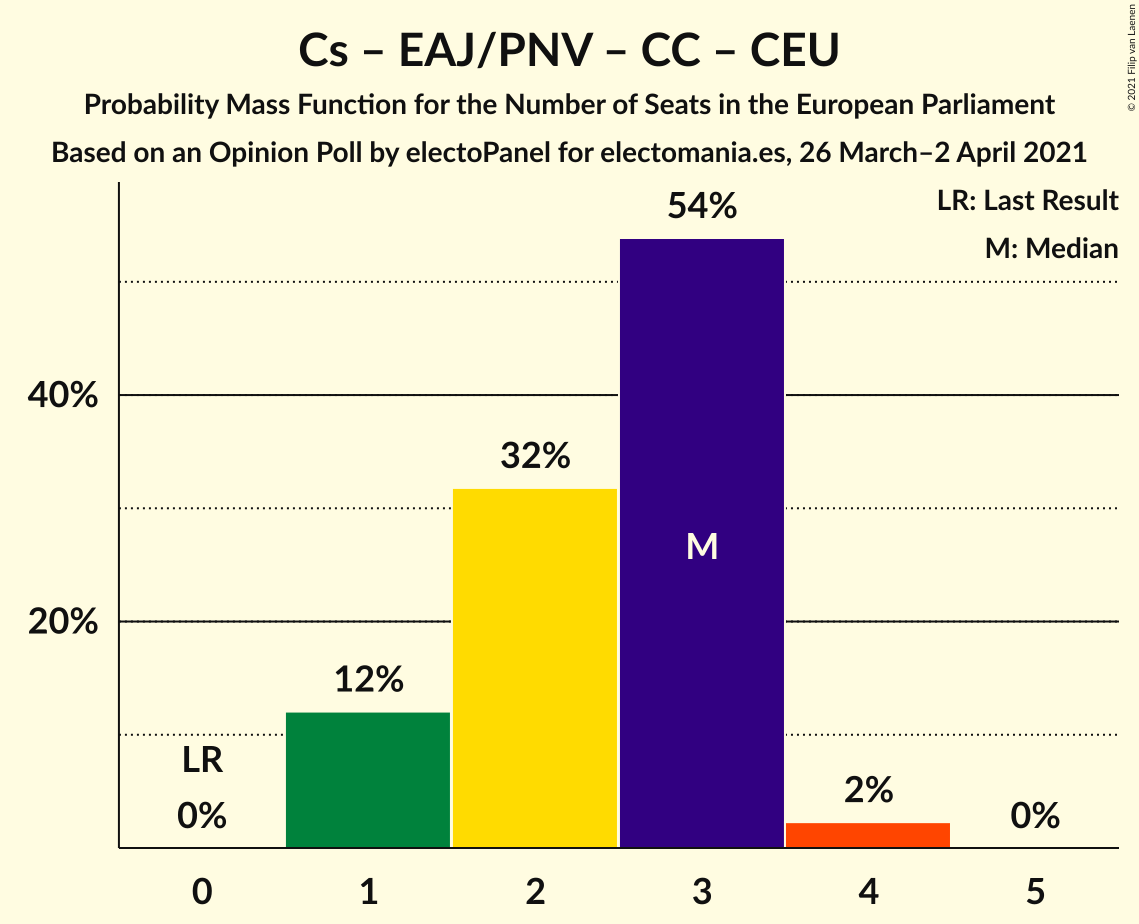 Cs – EAJ/PNV – CC – CEU
Probability Mass Function for the Number of Seats in the European Parliament
Based on an Opinion Poll by electoPanel for electomania.es, 26 March–2 April 2021
© 2021 Filip van Laenen
LR: Last Result
M: Median
54%
40%
32%
M
20%
12%
LR
0%
2%
0%
0 1 2 3 4 5